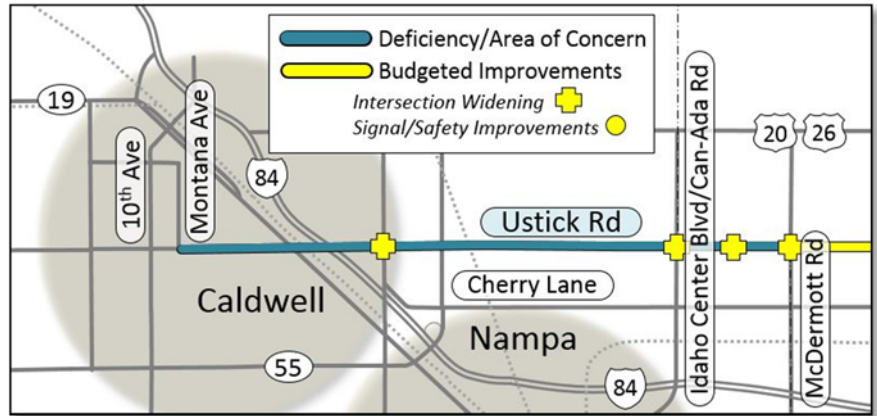 Deficiency/Area of Concern
Budgeted Improvements
Intersection Widening
Signal/Safety Improvements
19
10th Ave
Montana Ave
84
Ustick Rd
Idaho Center Blvd/Can-Ada Rd
20
26
McDermott Rd
Cherry Lane
Caldwell
Nampa
55
84